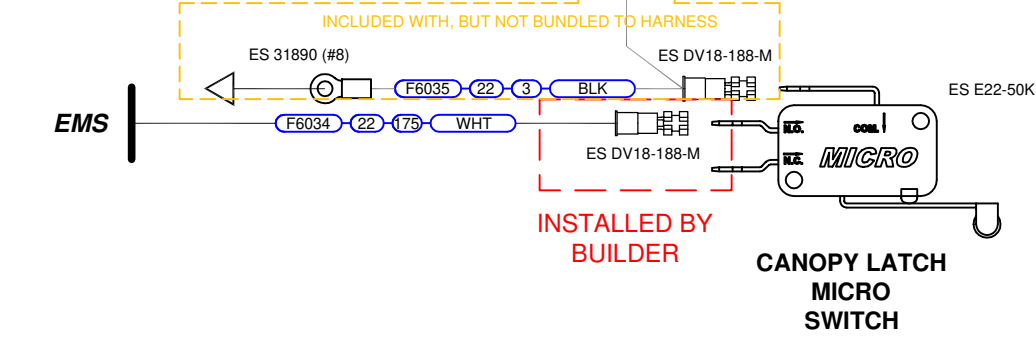 INCLUDED WITH, BUT NOT BUNDLED TO HARNESS
ES 31890 (#8)
ES DV18-188-M
F6035 22 3 BLK
ES E22-50K
EMS
F6034 22 175 WHT
N.O.
COM.
ES DV18-188-M
N.C.
MICRO
INSTALLED BY
BUILDER
CANOPY LATCH
MICRO
SWITCH